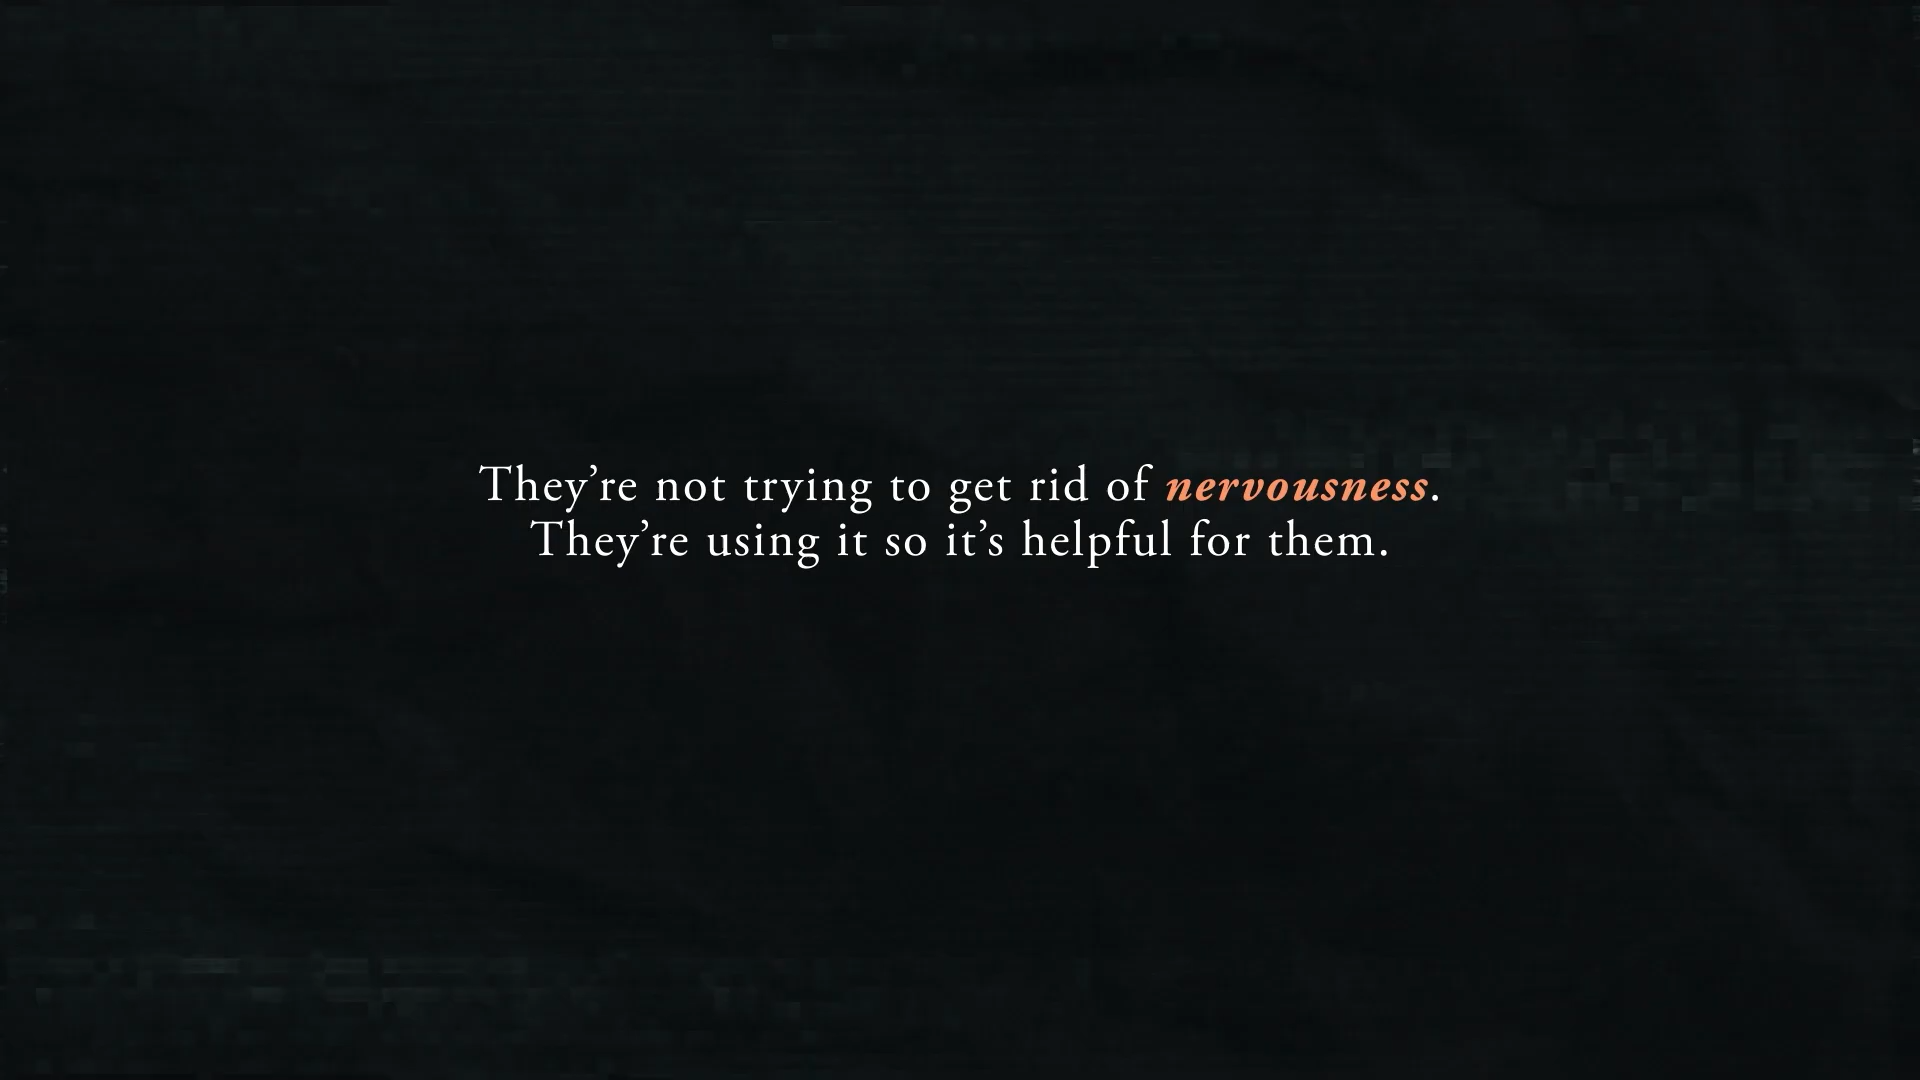 They’re not trying to get rid of nervousness.
They’re using it so it’s helpful for them.